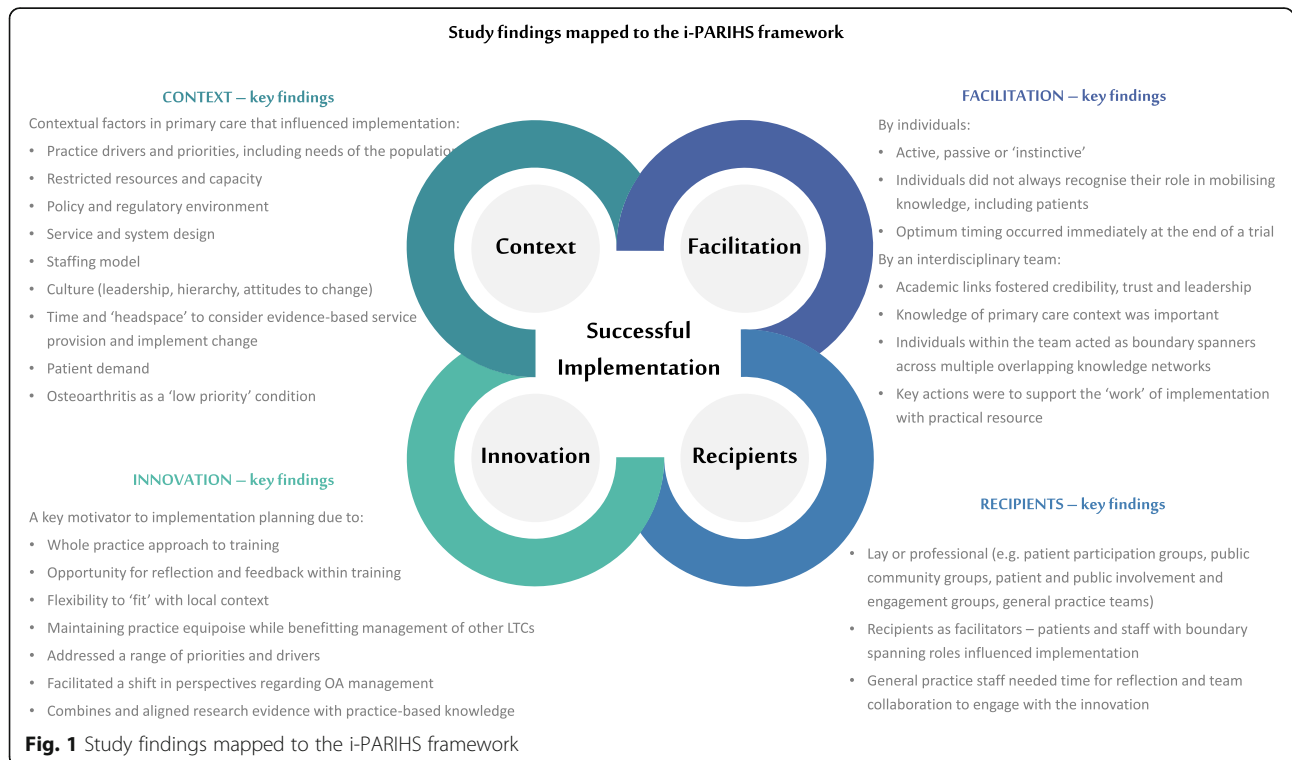 Study findings mapped to the i-PARIHS framework
CONTEXT – key findings
Contextual factors in primary care that influenced implementation:
• Practice drivers and priorities, including needs of the population
• Restricted resources and capacity
• Policy and regulatory environment
• Service and system design
• Staffing model
• Culture (leadership, hierarchy, attitudes to change)
• Time and ‘headspace’ to consider evidence-based service
provision and implement change
• Patient demand
• Osteoarthritis as a ‘low priority’ condition
FACILITATION – key findings
By individuals:
• Active, passive or ‘instinctive’
• Individuals did not always recognise their role in mobilising
knowledge, including patients
• Optimum timing occurred immediately at the end of a trial
By an interdisciplinary team:
• Academic links fostered credibility, trust and leadership
• Knowledge of primary care context was important
• Individuals within the team acted as boundary spanners
across multiple overlapping knowledge networks
• Key actions were to support the ‘work’ of implementation
with practical resource
Context
Facilitation
Successful
Implementation
Innovation
Recipients
INNOVATION – key findings
A key motivator to implementation planning due to:
• Whole practice approach to training
• Opportunity for reflection and feedback within training
• Flexibility to ‘fit’ with local context
• Maintaining practice equipoise while benefitting management of other LTCs
• Addressed a range of priorities and drivers
• Facilitated a shift in perspectives regarding OA management
• Combines and aligned research evidence with practice-based knowledge
RECIPIENTS – key findings
• Lay or professional (e.g. patient participation groups, public
community groups, patient and public involvement and
engagement groups, general practice teams)
• Recipients as facilitators – patients and staff with boundary
spanning roles influenced implementation
• General practice staff needed time for reflection and team
collaboration to engage with the innovation
Fig. 1 Study findings mapped to the i-PARIHS framework